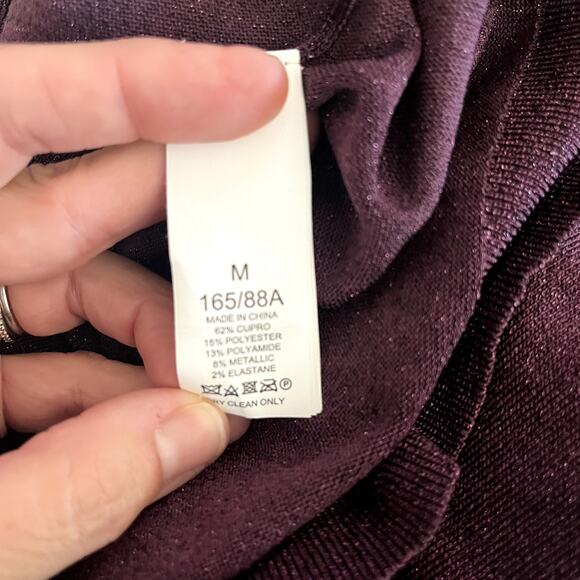 M
165/88A
MADE IN CHINA
62% CUPRO
15% POLYESTER
13% POLYAMIDE
8% METALLIC
2% ELASTANE
P
DRY CLEAN ONLY